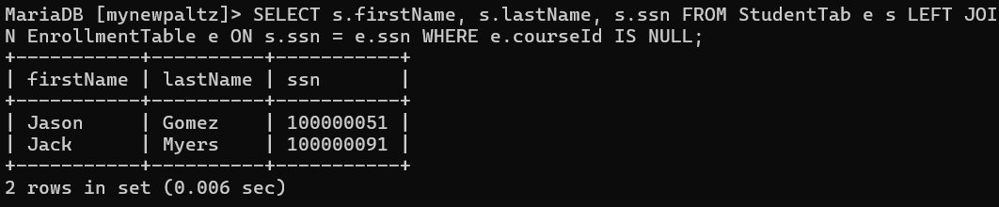 MariaDB [mynewpaltz]> SELECT s.firstName, s.lastName, s.ssn FROM StudentTab e s LEFT JOI
N EnrollmentTable e ON s.ssn = e.ssn WHERE e.courseId IS NULL;
+-----------+----------+-----------+
| firstName | lastName | ssn       |
+-----------+----------+-----------+
| Jason     | Gomez    | 100000051 |
| Jack      | Myers    | 100000091 |
+-----------+----------+-----------+
2 rows in set (0.006 sec)